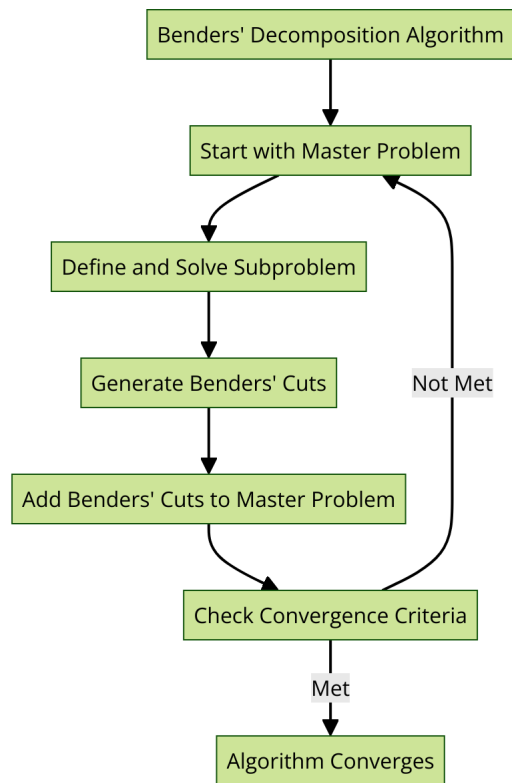 Benders' Decomposition Algorithm
Start with Master Problem
Define and Solve Subproblem
Generate Benders' Cuts
Not Met
Add Benders' Cuts to Master Problem
Check Convergence Criteria
Met
Algorithm Converges